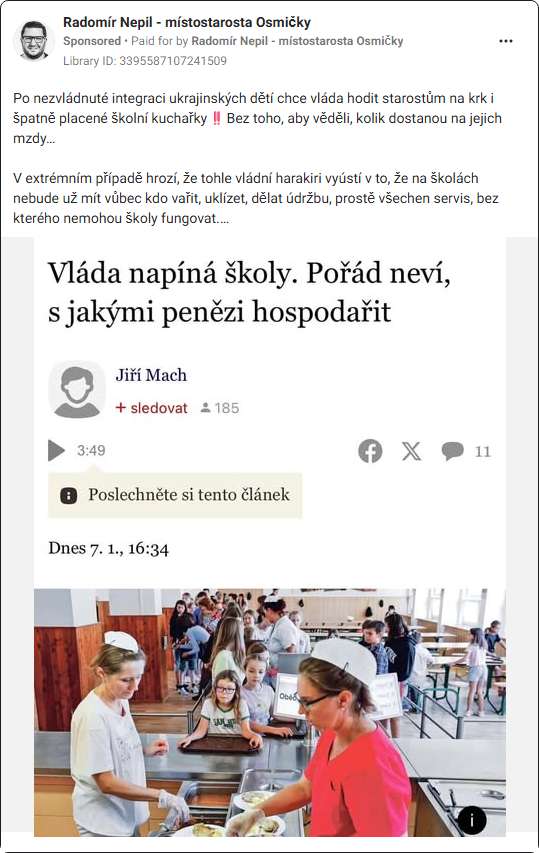 Radomír Nepil - místostarosta Osmičky
Sponsored • Paid for by Radomír Nepil - místostarosta Osmičky
Library ID: 3395587107241509
Po nezvládnuté integraci ukrajinských dětí chce vláda hodit starostům na krk i
špatně placené školní kuchařky ‼️ Bez toho, aby věděli, kolik dostanou na jejich
mzdy…
V extrémním případě hrozí, že tohle vládní harakiri vyústí v to, že na školách
nebude už mít vůbec kdo vařit, uklízet, dělat údržbu, prostě všechen servis, bez
kterého nemohou školy fungovat.…
Vláda napíná školy. Pořád neví,
s jakými penězi hospodařit
Jiří Mach
+ sledovat 185
3:49
11
Poslechněte si tento článek
Dnes 7. 1., 16:34